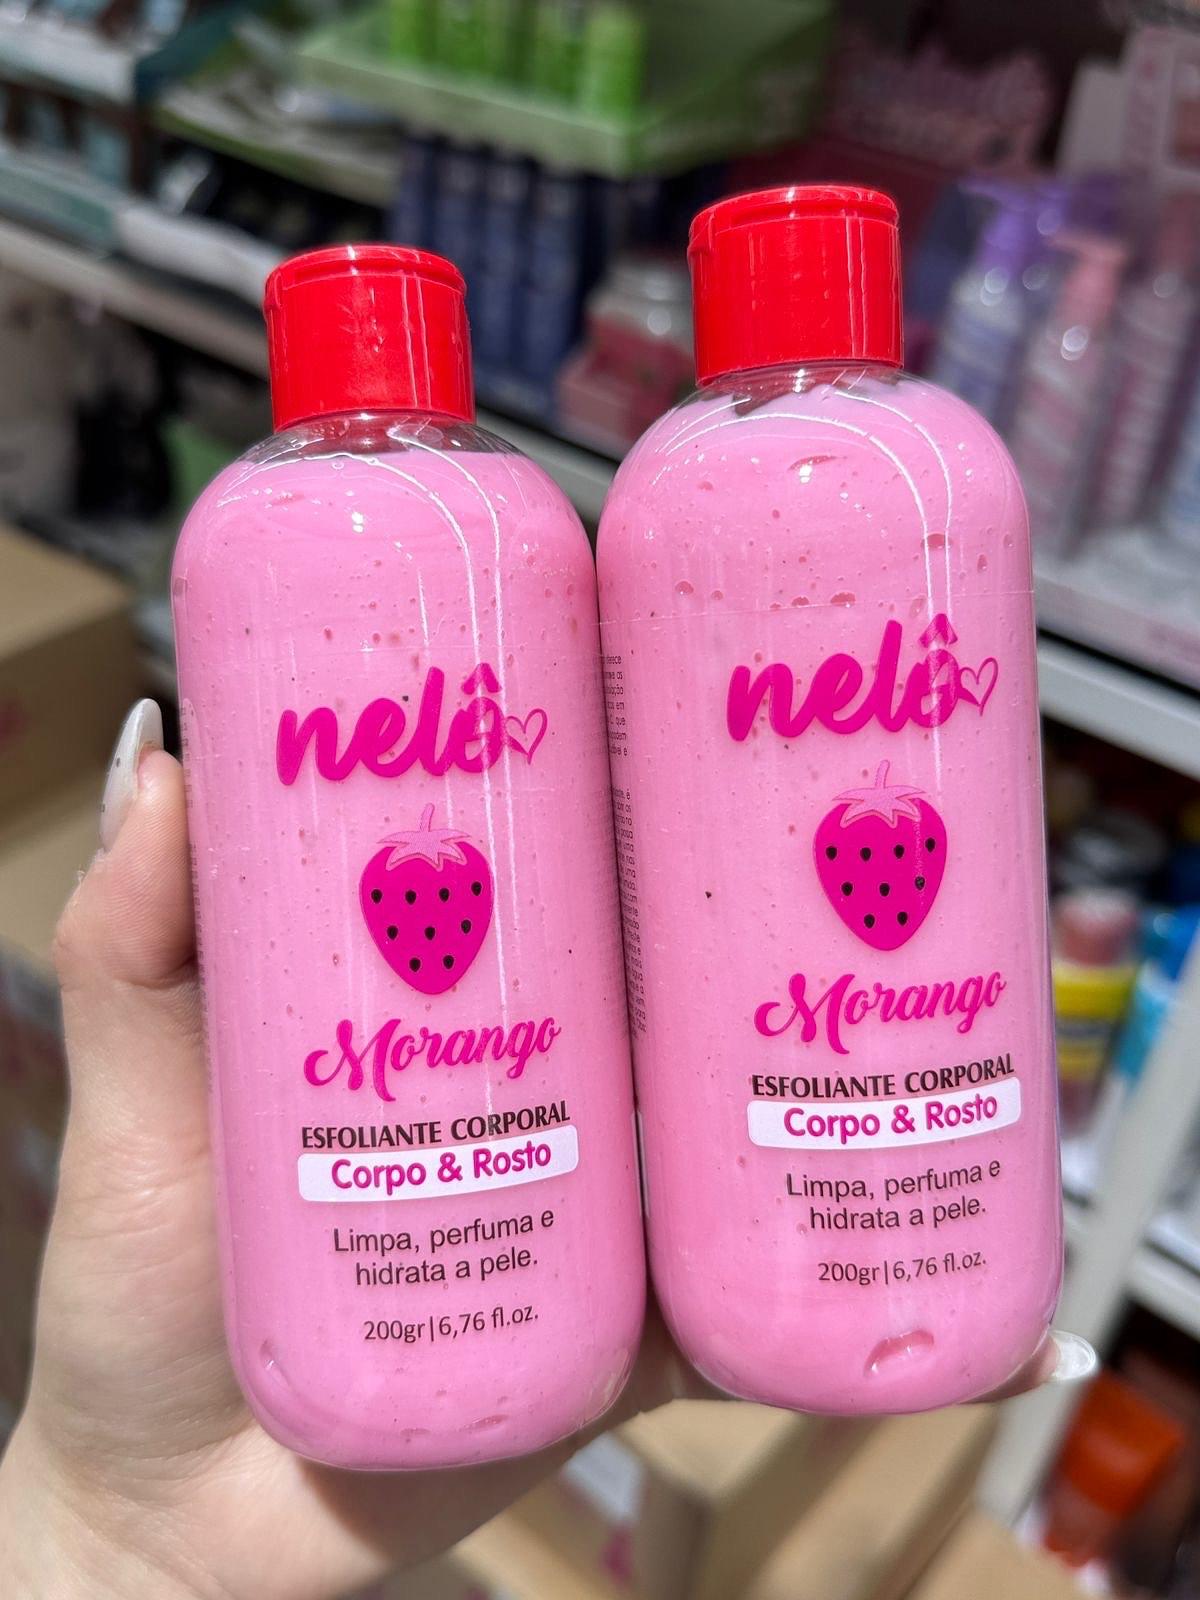 nelô
Morango
ESFOLIANTE CORPORAL
Corpo & Rosto
Limpa, perfuma e
hidrata a pele.
200gr|6,76 fl.oz.
nelô
Morango
ESFOLIANTE CORPORAL
Corpo & Rosto
Limpa, perfuma e
hidrata a pele.
200gr|6,76 fl.oz.